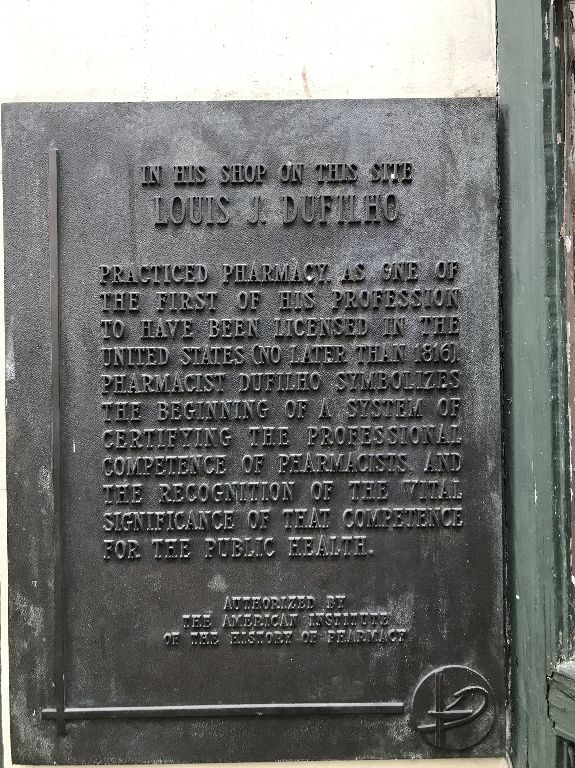 IN HIS SHOP ON THIS SITE
LOUIS J. DUFILHO
PRACTICED PHARMACY, AS ONE OF
THE FIRST OF HIS PROFESSION
TO HAVE BEEN LICENSED IN THE
UNITED STATES (NO LATER THAN 1816).
PHARMACIST DUFILHO SYMBOLIZES
THE BEGINNING OF A SYSTEM OF
CERTIFYING THE PROFESSIONAL
COMPETENCE OF PHARMACISTS, AND
THE RECOGNITION OF THE VITAL
SIGNIFICANCE OF THAT COMPETENCE
FOR THE PUBLIC HEALTH.
AUTHORIZED BY
THE AMERICAN INSTITUTE
OF THE HISTORY OF PHARMACY